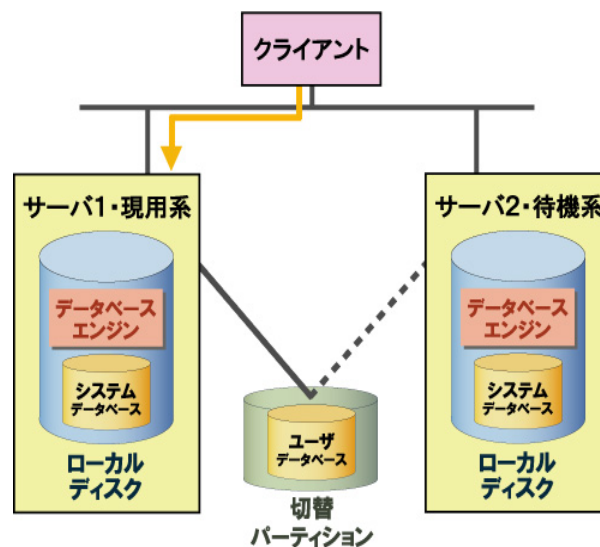 クライアント
サーバ1・現用系
データベース
エンジン
システム
データベース
ローカル
ディスク
サーバ2・待機系
データベース
エンジン
システム
データベース
ローカル
ディスク
ユーザ
データベース
切替
パーティション